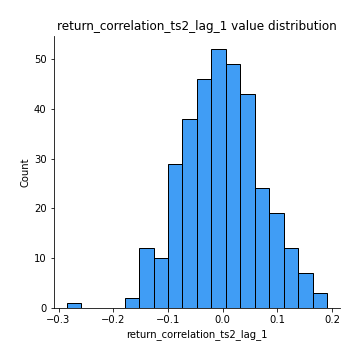 return_correlation_ts2_lag_1 value distribution
Count
50
40
30
20
10
0
−0.3 −0.2 −0.1 0.0 0.1 0.2
return_correlation_ts2_lag_1